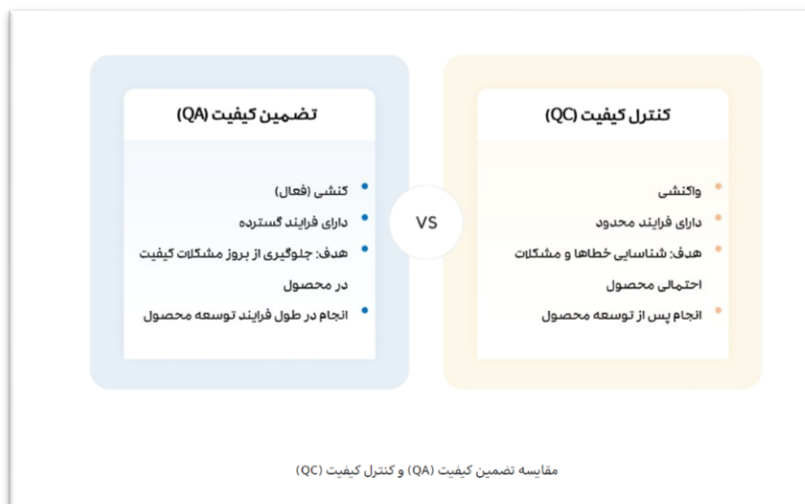 کنترل کیفیت (QC)
واکنشی
دارای فرایند محدود
هدف: شناسایی خطاها و مشکلات
احتمالی محصول
انجام پس از توسعه محصول
VS
تضمین کیفیت (QA)
کنشی (فعال)
دارای فرایند گسترده
هدف: جلوگیری از بروز مشکلات کیفیت
در محصول
انجام در طول فرایند توسعه محصول
مقایسه تضمین کیفیت (QA) و کنترل کیفیت (QC)